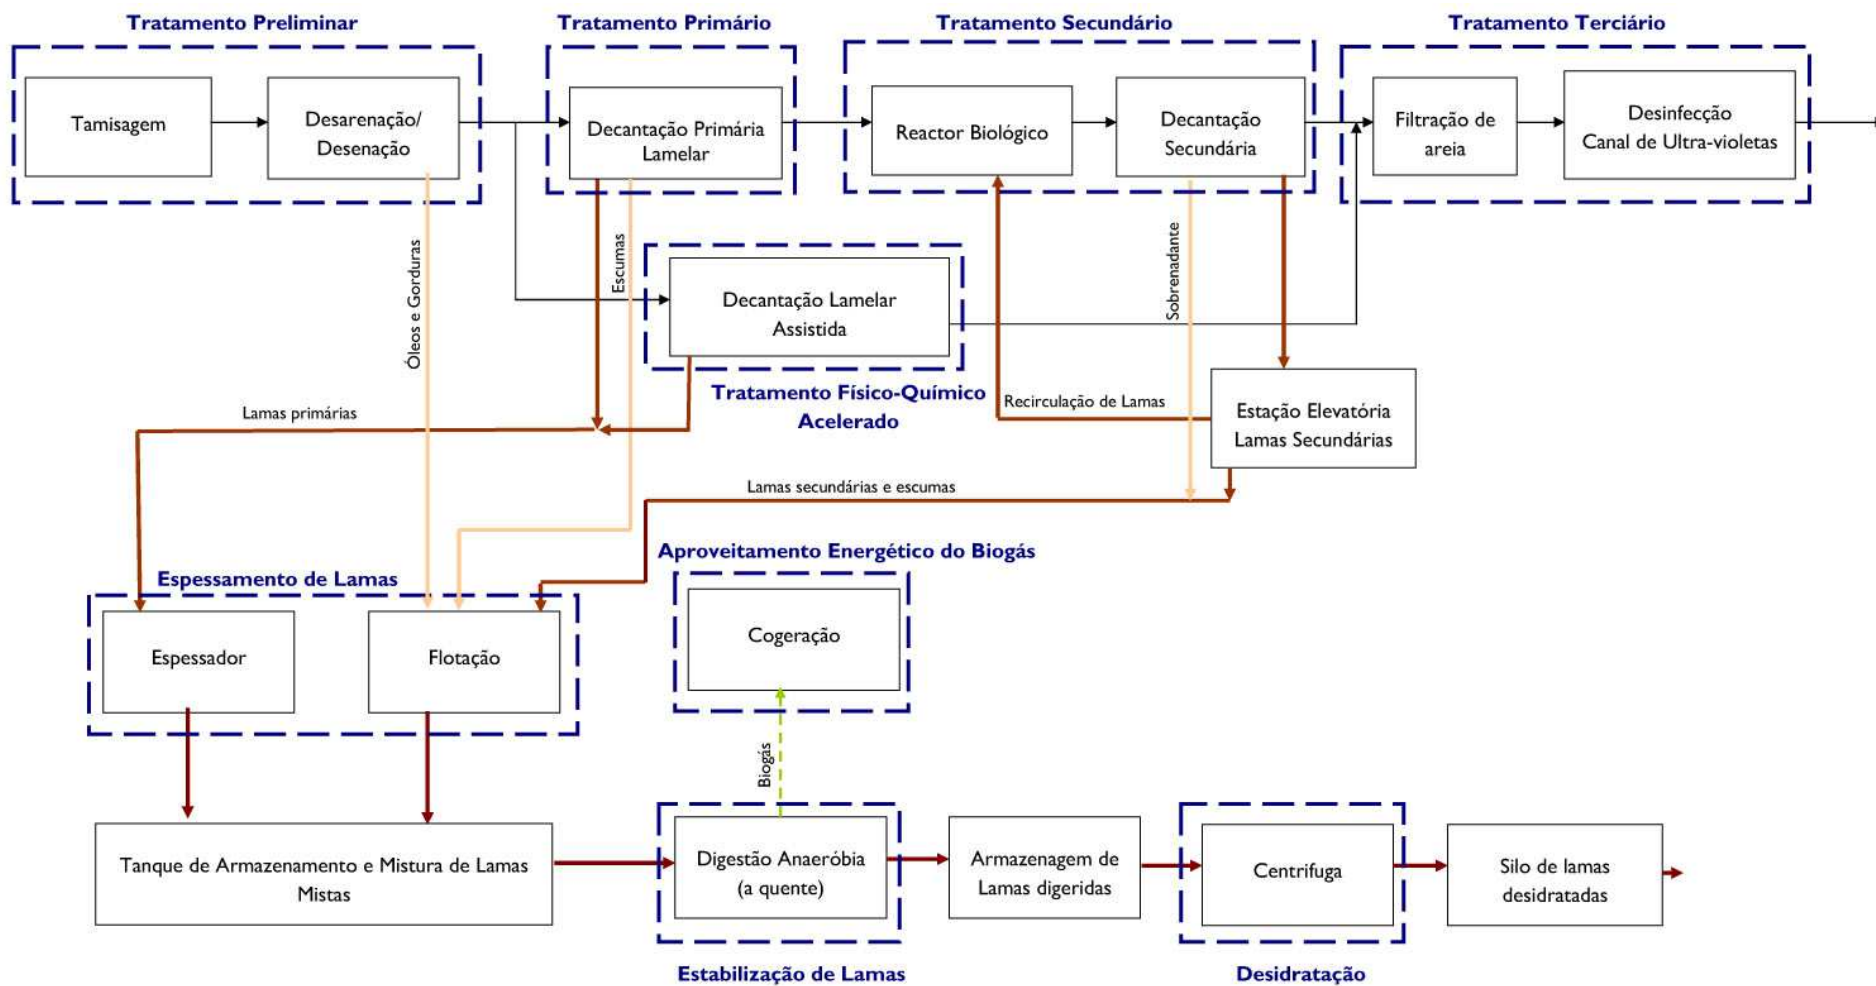 Tratamento Preliminar
Tratamento Primário
Tratamento Secundário
Tratamento Terciário
Tamisagem
Desarenação/
Desenação
Decantação Primária
Lamelar
Reactor Biológico
Decantação
Secundária
Filtração de
areia
Desinfecção
Canal de Ultra-violetas
Óleos e Gorduras
Escumas
Sobrenadante
Decantação Lamelar
Assistida
Tratamento Físico-Químico
Acelerado
Lamas primárias
Recirculação de Lamas
Estação Elevatória
Lamas Secundárias
Lamas secundárias e escumas
Aproveitamento Energético do Biogás
Espessamento de Lamas
Cogeração
Espessador
Flotação
Biogás
Tanque de Armazenamento e Mistura de Lamas
Mistas
Digestão Anaeróbia
(a quente)
Armazenagem de
Lamas digeridas
Centrifuga
Silo de lamas
desidratadas
Estabilização de Lamas
Desidratação